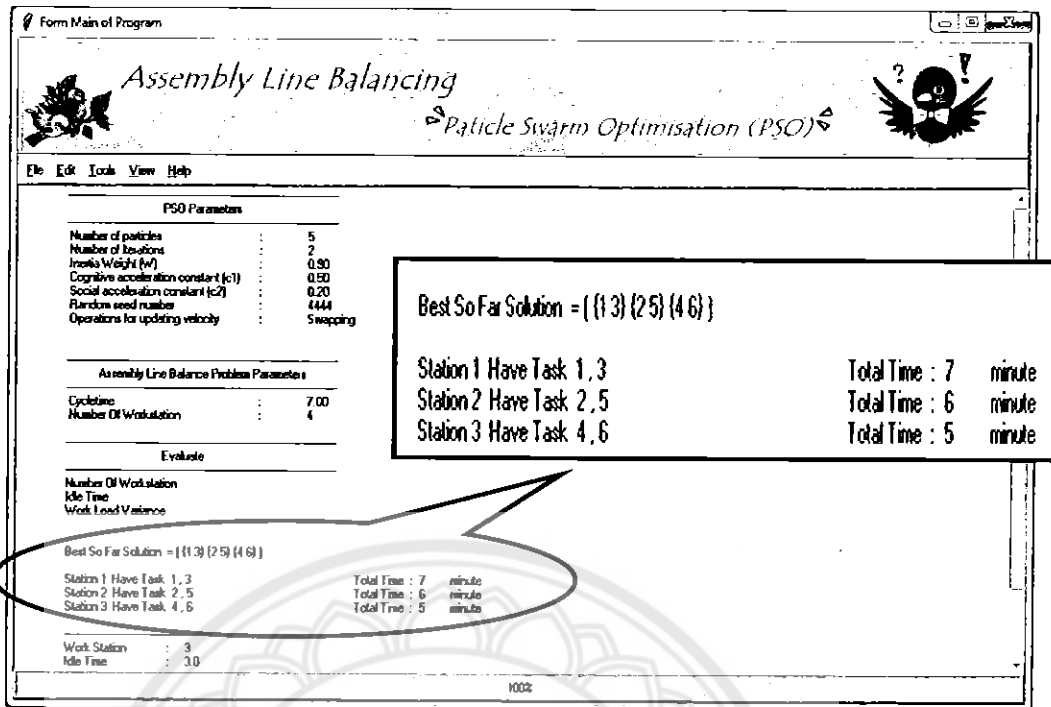 Form Main of Program
Assembly Line Balancing
Paticle Swarm Optimisation (PSO)
? !
File Edit Tools View Help
PSO Parameters
Number of particles : 5
Number of iterations : 2
Inertia Weight (W) : 0.90
Cognitive acceleration constant (c1) : 0.50
Social acceleration constant (c2) : 0.20
Random seed number : 4444
Operations for updating velocity : Swapping
Assembly Line Balance Problem Parameters
Cycletime : 7.00
Number Of Workstation : 4
Evaluate
Number Of Workstation
Idle Time
Work Load Variance
Best So Far Solution = [ {1 3} {2 5} {4 6} ]
Station 1 Have Task 1 , 3 Total Time : 7 minute
Station 2 Have Task 2 , 5 Total Time : 6 minute
Station 3 Have Task 4 , 6 Total Time : 5 minute
Work Station : 3
Idle Time : 3.0
100%
Best So Far Solution = [ {1 3} {2 5} {4 6} ]
Station 1 Have Task 1 , 3 Total Time : 7 minute
Station 2 Have Task 2 , 5 Total Time : 6 minute
Station 3 Have Task 4 , 6 Total Time : 5 minute